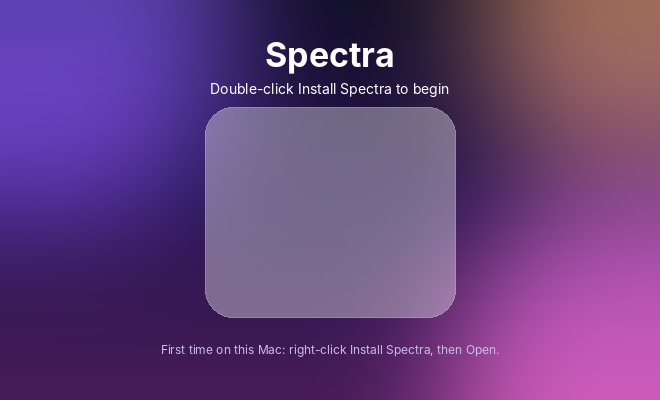 Spectra
Double-click Install Spectra to begin
First time on this Mac: right-click Install Spectra, then Open.